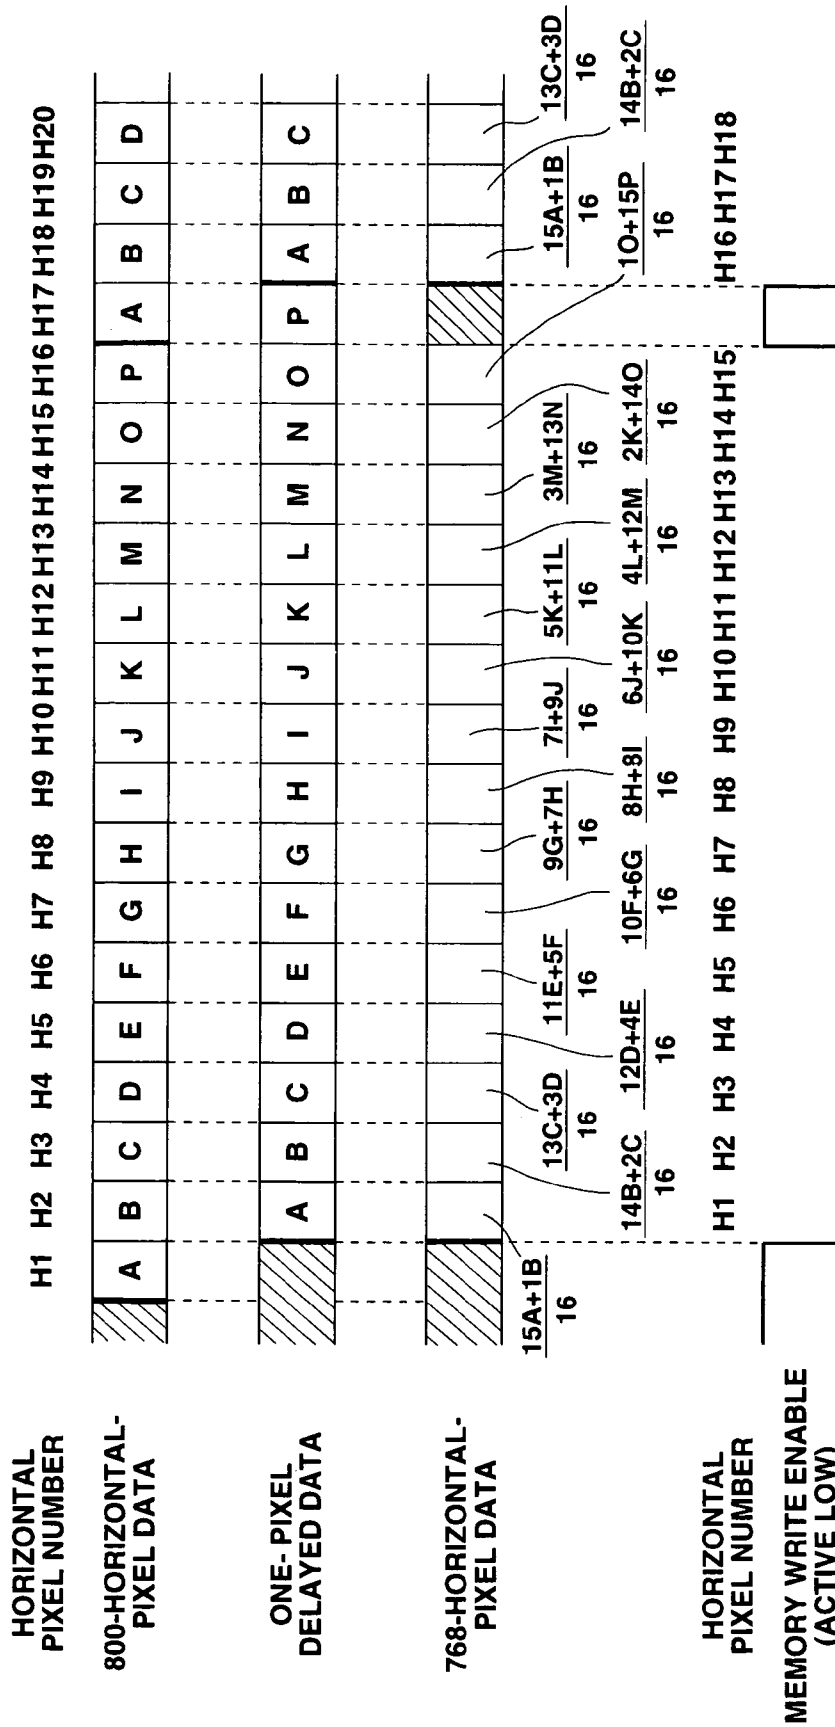 HORIZONTAL
PIXEL NUMBER
H1 H2 H3 H4 H5 H6 H7 H8 H9 H10 H11 H12 H13 H14 H15 H16 H17 H18 H19 H20
800-HORIZONTAL-
PIXEL DATA
A B C D E F G H I J K L M N O P A B C D
ONE- PIXEL
DELAYED DATA
A B C D E F G H I J K L M N O P A B C
768-HORIZONTAL-
PIXEL DATA
15A+1B
16
13C+3D
16
11E+5F
16
9G+7H
16
7I+9J
16
5K+11L
16
3M+13N
16
15A+1B
16
13C+3D
16
14B+2C
16
12D+4E
16
10F+6G
16
8H+8I
16
6J+10K
16
4L+12M
16
2K+14O
16
1O+15P
16
14B+2C
16
HORIZONTAL
PIXEL NUMBER
H1 H2 H3 H4 H5 H6 H7 H8 H9 H10 H11 H12 H13 H14 H15 H16 H17 H18
MEMORY WRITE ENABLE
(ACTIVE LOW)